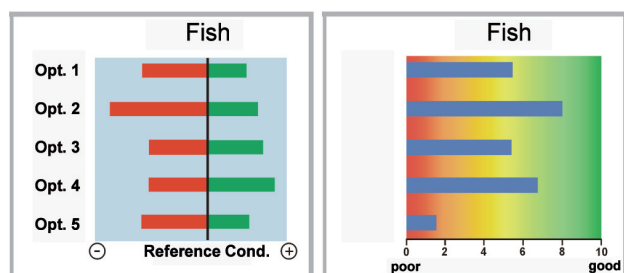 Fish
Opt. 1
Opt. 2
Opt. 3
Opt. 4
Opt. 5
- Reference Cond. +
Fish
0 2 4 6 8 10
poor good